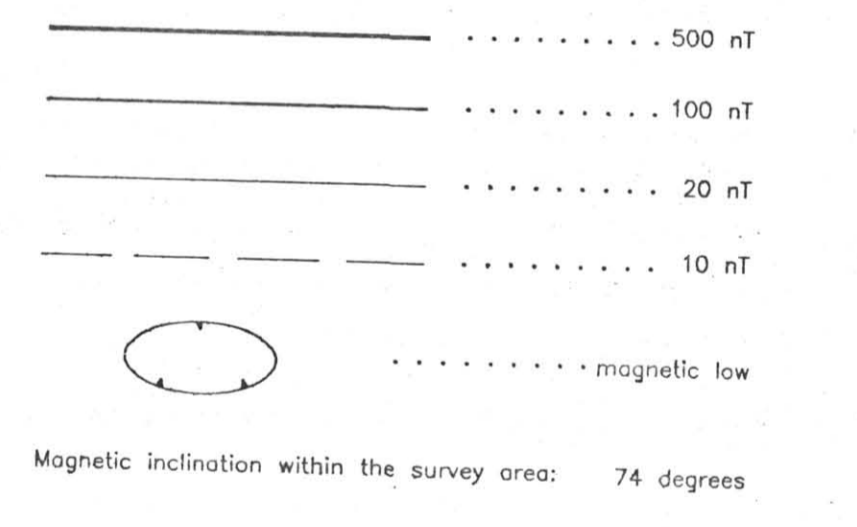 . . . . . . . . . 500 nT
. . . . . . . . . 100 nT
. . . . . . . . . 20 nT
. . . . . . . . . 10 nT
. . . . . . . . . magnetic low
Magnetic inclination within the survey area: 74 degrees